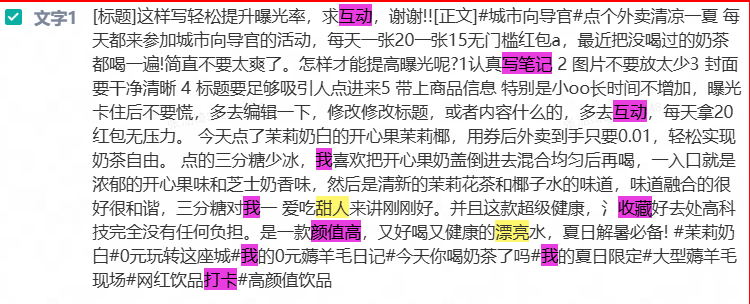 文字1
[标题]这样写轻松提升曝光率，求互动，谢谢!![正文]#城市向导官#点个外卖清凉一夏 每
天都来参加城市向导官的活动，每天一张20一张15无门槛红包a，最近把没喝过的奶茶
都喝一遍!简直不要太爽了。怎样才能提高曝光呢?1认真写笔记 2 图片不要放太少3 封面
要干净清晰 4 标题要足够吸引人点进来5 带上商品信息 特别是小oo长时间不增加，曝光
卡住后不要慌，多去编辑一下，修改修改标题，或者内容什么的，多去互动，每天拿20
红包无压力。 今天点了茉莉奶白的开心果茉莉椰，用券后外卖到手只要0.01，轻松实现
奶茶自由。 点的三分糖少冰，我喜欢把开心果奶盖倒进去混合均匀后再喝，一入口就是
浓郁的开心果味和芝士奶香味，然后是清新的茉莉花茶和椰子水的味道，味道融合的很
好很和谐，三分糖对我一 爱吃甜人来讲刚刚好。并且这款超级健康，氵收藏好去处高科
技完全没有任何负担。是一款颜值高，又好喝又健康的漂亮水，夏日解暑必备! #茉莉奶
白#0元玩转这座城#我的0元薅羊毛日记#今天你喝奶茶了吗#我的夏日限定#大型薅羊毛
现场#网红饮品打卡#高颜值饮品